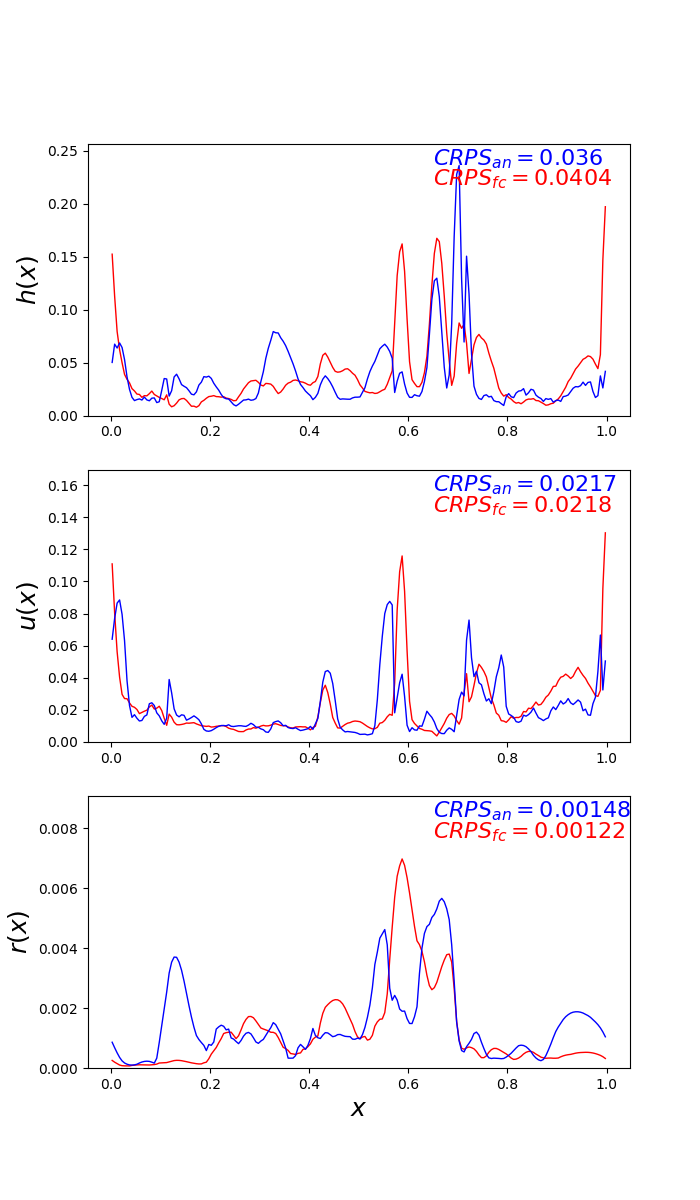 0.25
0.20
0.15
0.10
0.05
0.00
h(x)
CRPS_an = 0.036
CRPS_fc = 0.0404
0.0 0.2 0.4 0.6 0.8 1.0
0.16
0.14
0.12
0.10
0.08
0.06
0.04
0.02
0.00
u(x)
CRPS_an = 0.0217
CRPS_fc = 0.0218
0.0 0.2 0.4 0.6 0.8 1.0
0.008
0.006
0.004
0.002
0.000
r(x)
CRPS_an = 0.00148
CRPS_fc = 0.00122
0.0 0.2 0.4 0.6 0.8 1.0
x